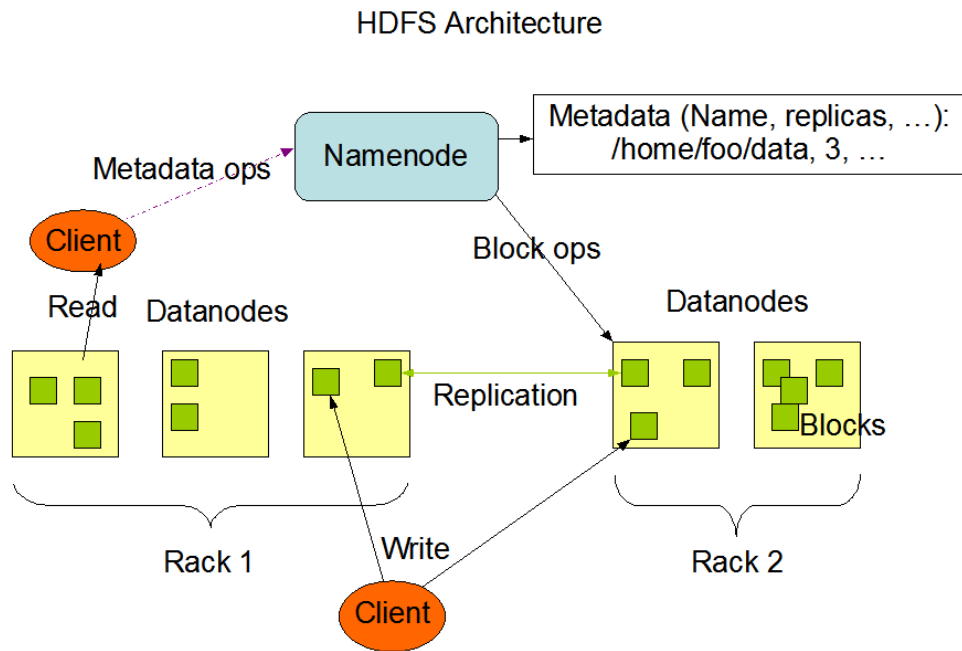 HDFS Architecture
Metadata (Name, replicas, …):
/home/foo/data, 3, …
Namenode
Metadata ops
Client
Block ops
Read
Datanodes
Datanodes
Replication
Blocks
Rack 1
Write
Rack 2
Client